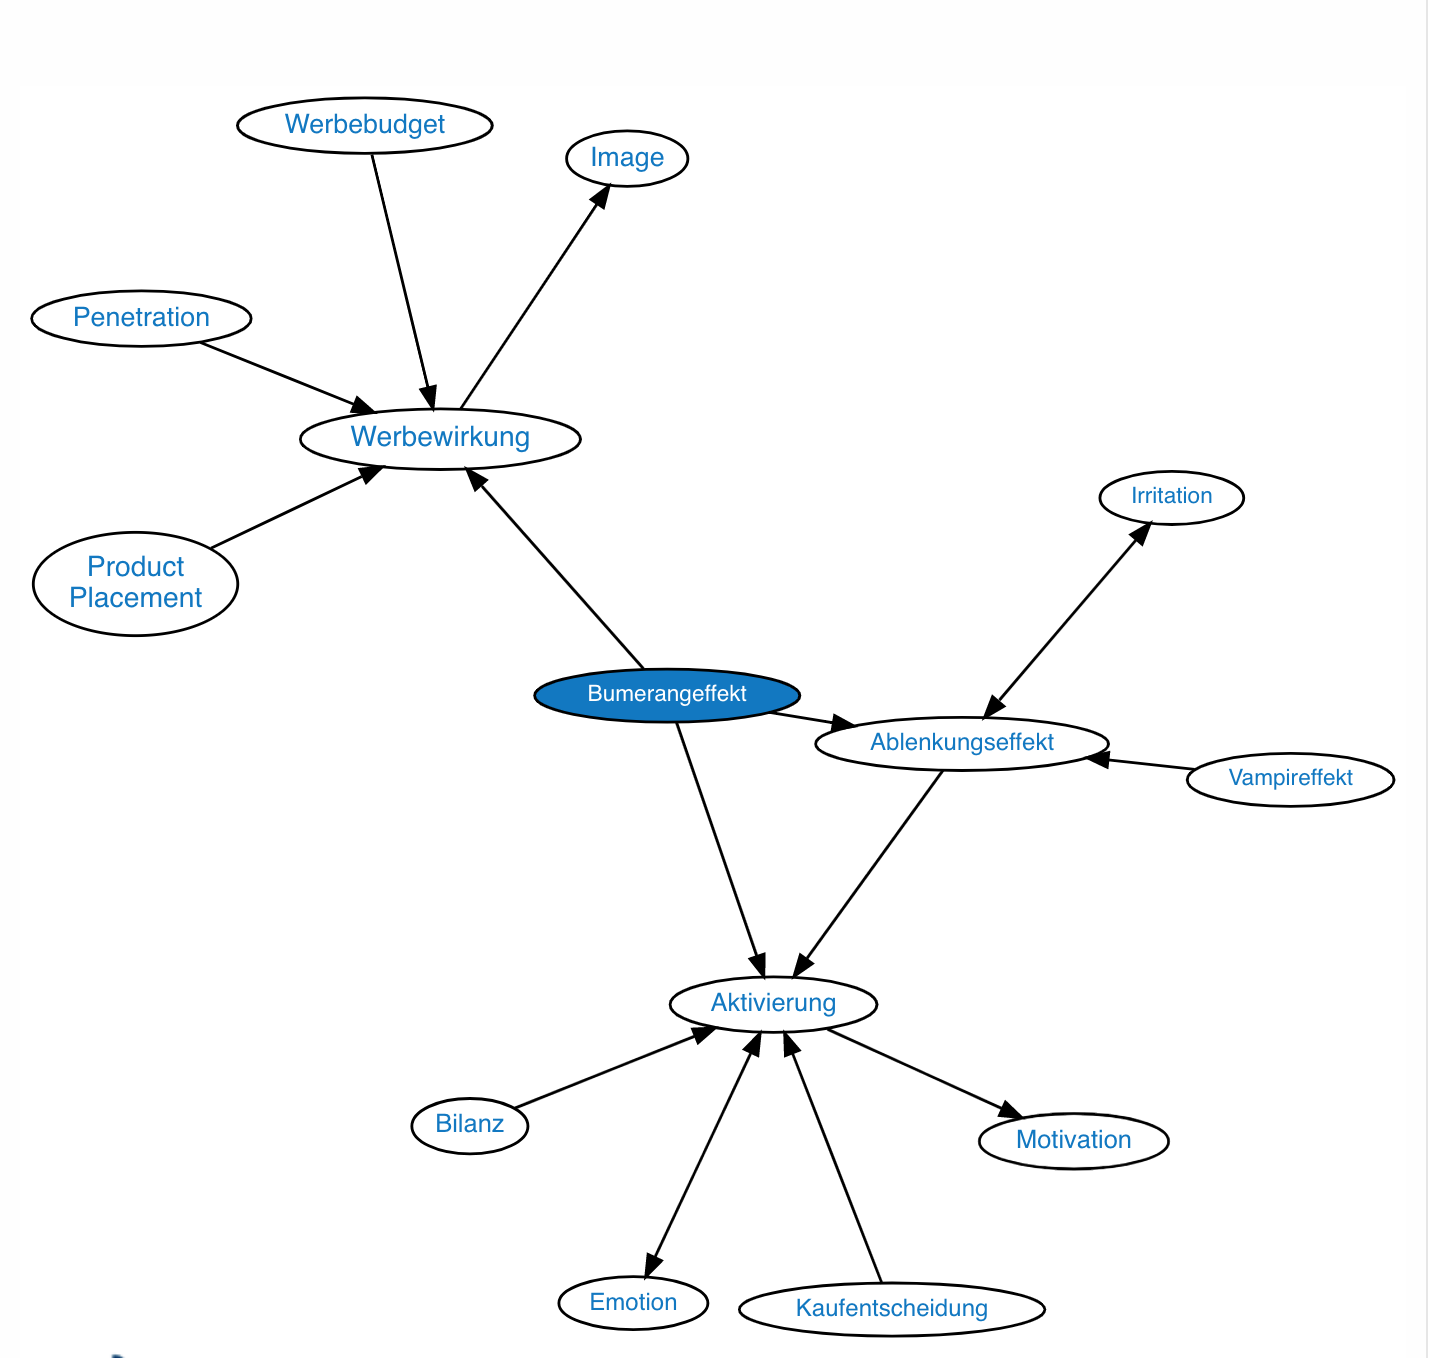 Werbebudget
Image
Penetration
Werbewirkung
Irritation
Product
Placement
Bumerangeffekt
Ablenkungseffekt
Vampireffekt
Aktivierung
Bilanz
Motivation
Emotion
Kaufentscheidung